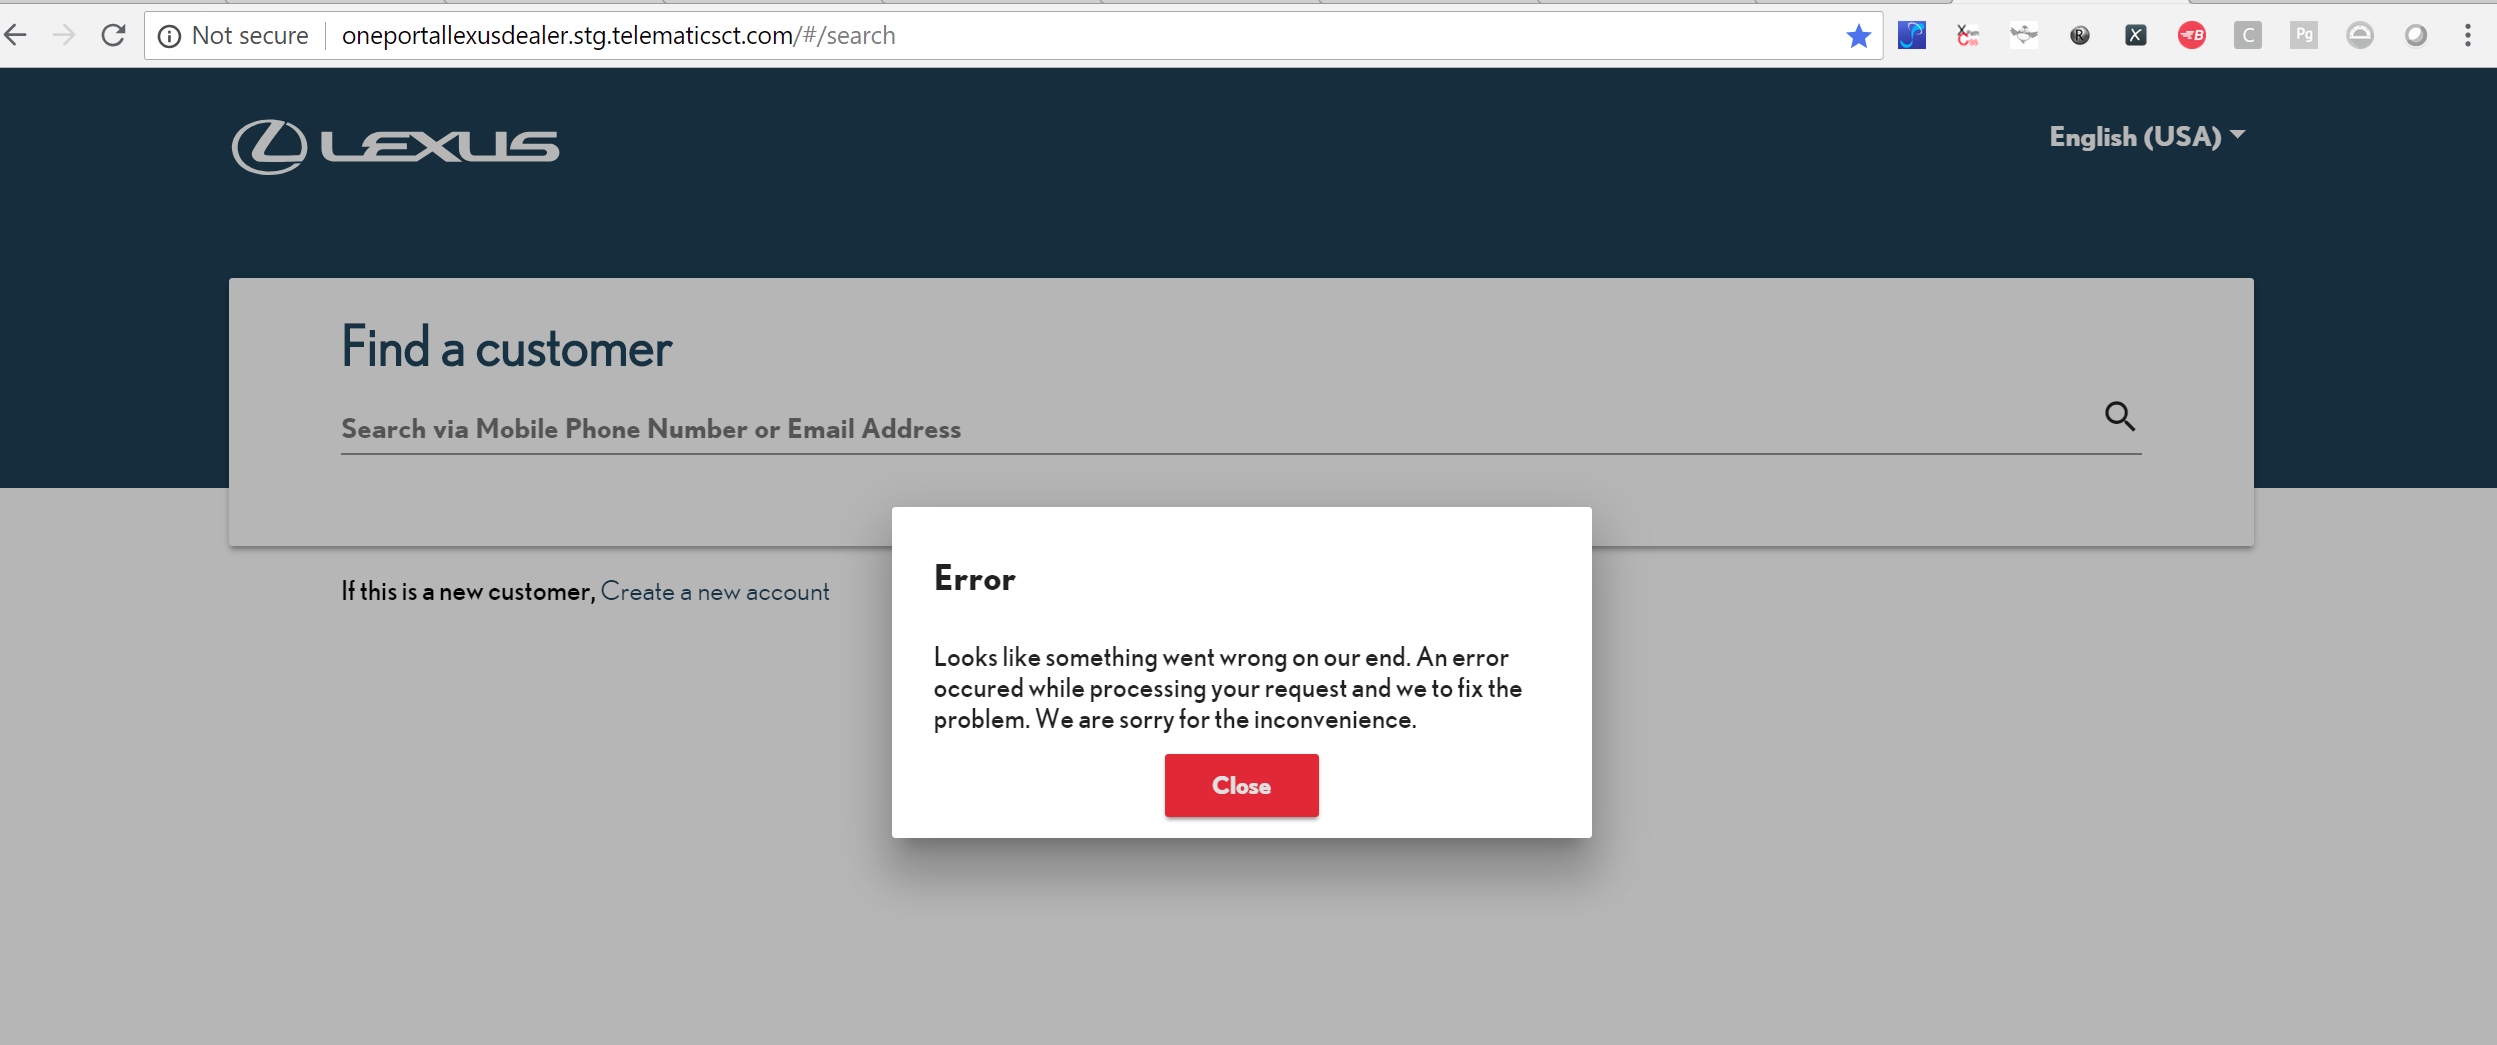 Not secure oneportallexusdealer.stg.telematicsct.com/#/search
LEXUS
English (USA)
Find a customer
Search via Mobile Phone Number or Email Address
If this is a new customer, Create a new account
Error
Looks like something went wrong on our end. An error
occured while processing your request and we to fix the
problem. We are sorry for the inconvenience.
Close